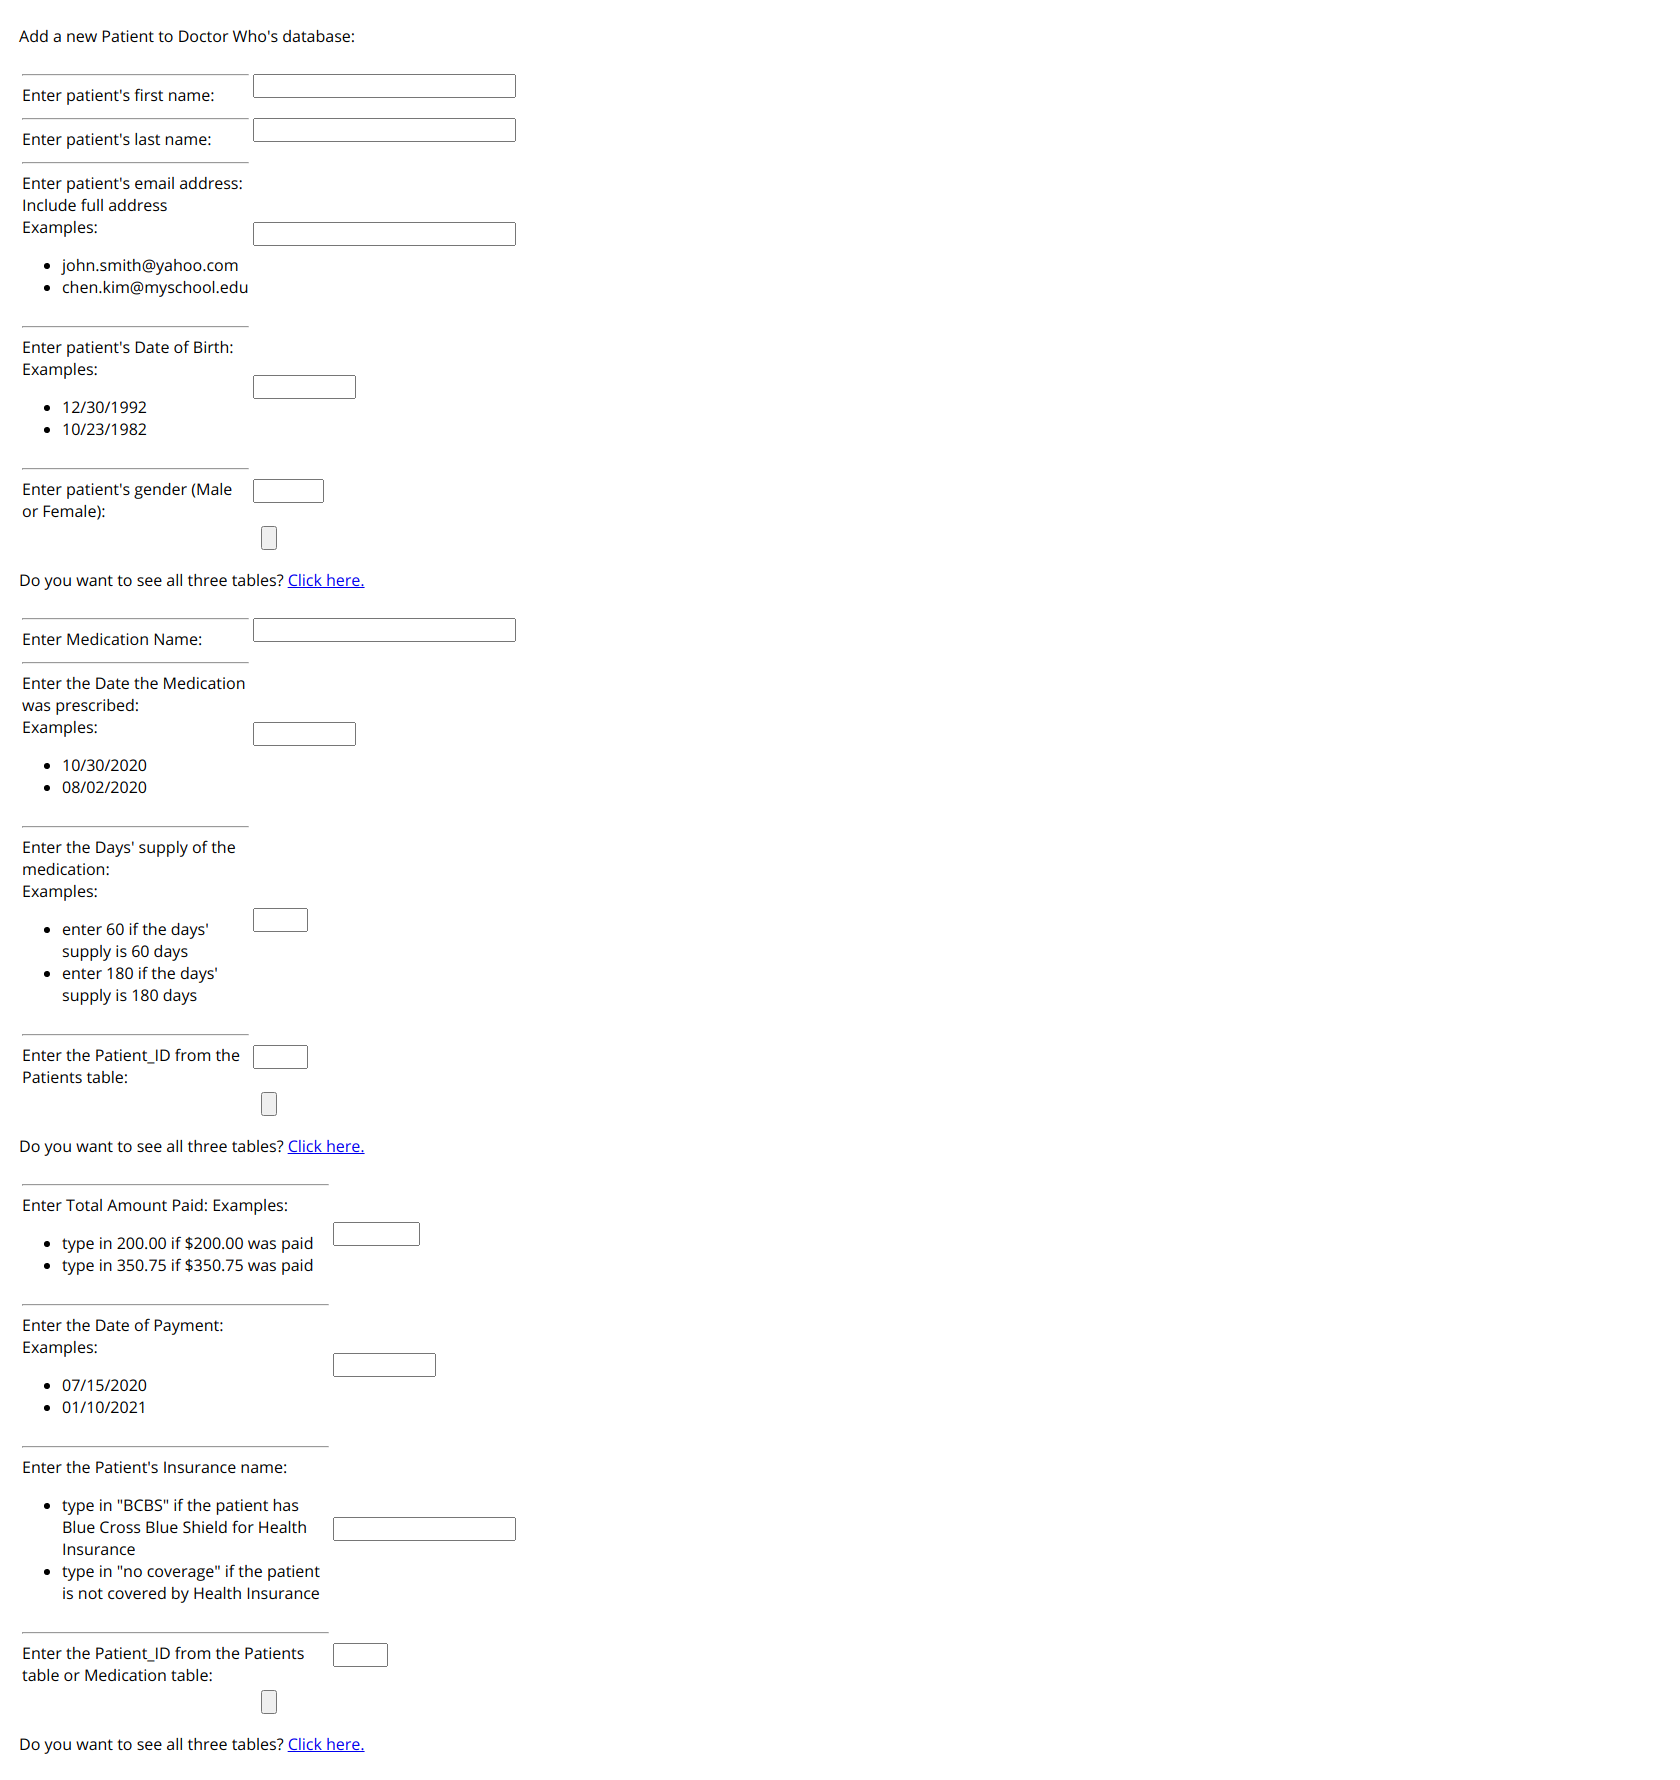 Add a new Patient to Doctor Who's database:
Enter patient's first name:
Enter patient's last name:
Enter patient's email address:
Include full address
Examples:
john.smith@yahoo.com
chen.kim@myschool.edu
Enter patient's Date of Birth:
Examples:
12/30/1992
10/23/1982
Enter patient's gender (Male
or Female):
Do you want to see all three tables? Click here.
Enter Medication Name:
Enter the Date the Medication
was prescribed:
Examples:
10/30/2020
08/02/2020
Enter the Days' supply of the
medication:
Examples:
enter 60 if the days'
supply is 60 days
enter 180 if the days'
supply is 180 days
Enter the Patient_ID from the
Patients table:
Do you want to see all three tables? Click here.
Enter Total Amount Paid: Examples:
type in 200.00 if $200.00 was paid
type in 350.75 if $350.75 was paid
Enter the Date of Payment:
Examples:
07/15/2020
01/10/2021
Enter the Patient's Insurance name:
type in "BCBS" if the patient has
Blue Cross Blue Shield for Health
Insurance
type in "no coverage" if the patient
is not covered by Health Insurance
Enter the Patient_ID from the Patients
table or Medication table:
Do you want to see all three tables? Click here.